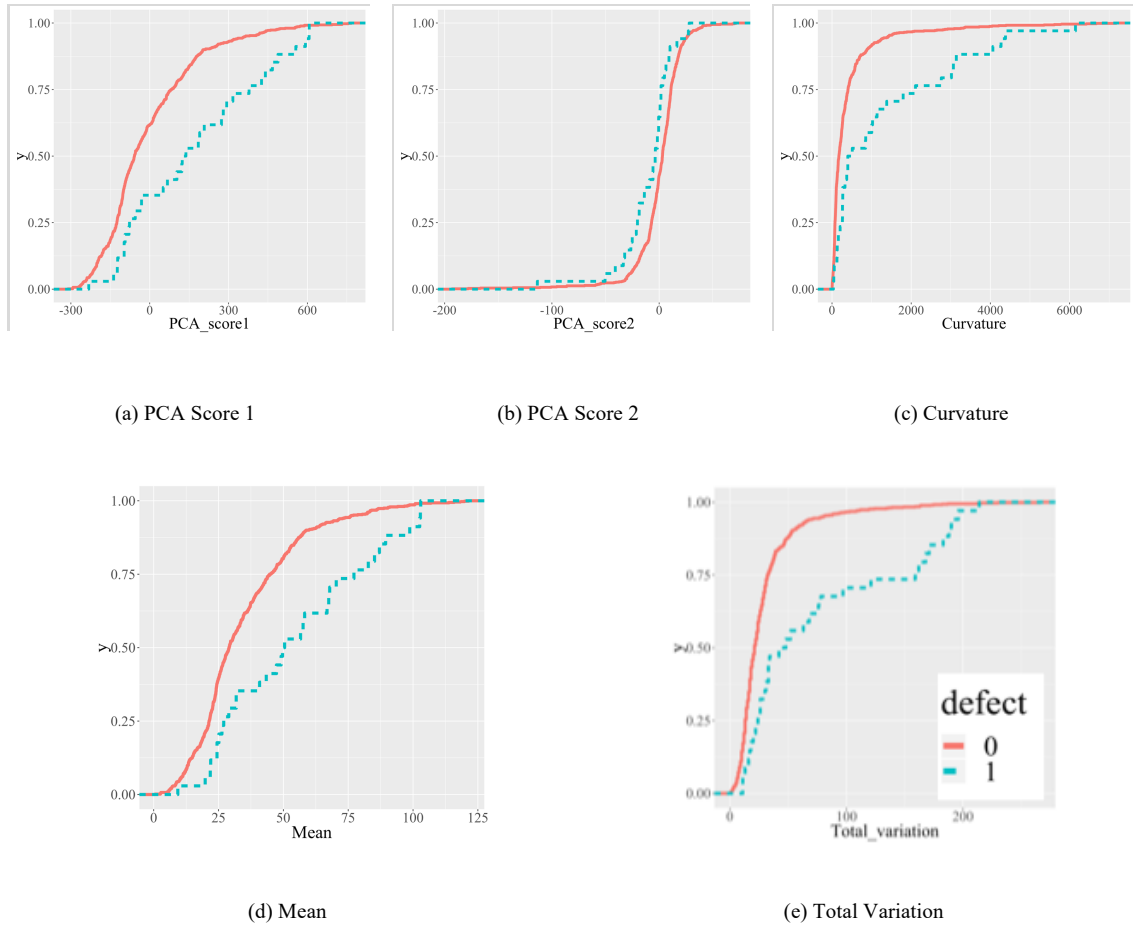 1.00
0.75
0.50
0.25
0.00
y
-300 0 300 600
PCA_score1
1.00
0.75
0.50
0.25
0.00
y
-200 -100 0
PCA_score2
1.00
0.75
0.50
0.25
0.00
y
0 2000 4000 6000
Curvature
(a) PCA Score 1
(b) PCA Score 2
(c) Curvature
1.00
0.75
0.50
0.25
0.00
y
0 25 50 75 100 125
Mean
1.00
0.75
0.50
0.25
0.00
y
defect
0
1
0 100 200
Total_variation
(d) Mean
(e) Total Variation